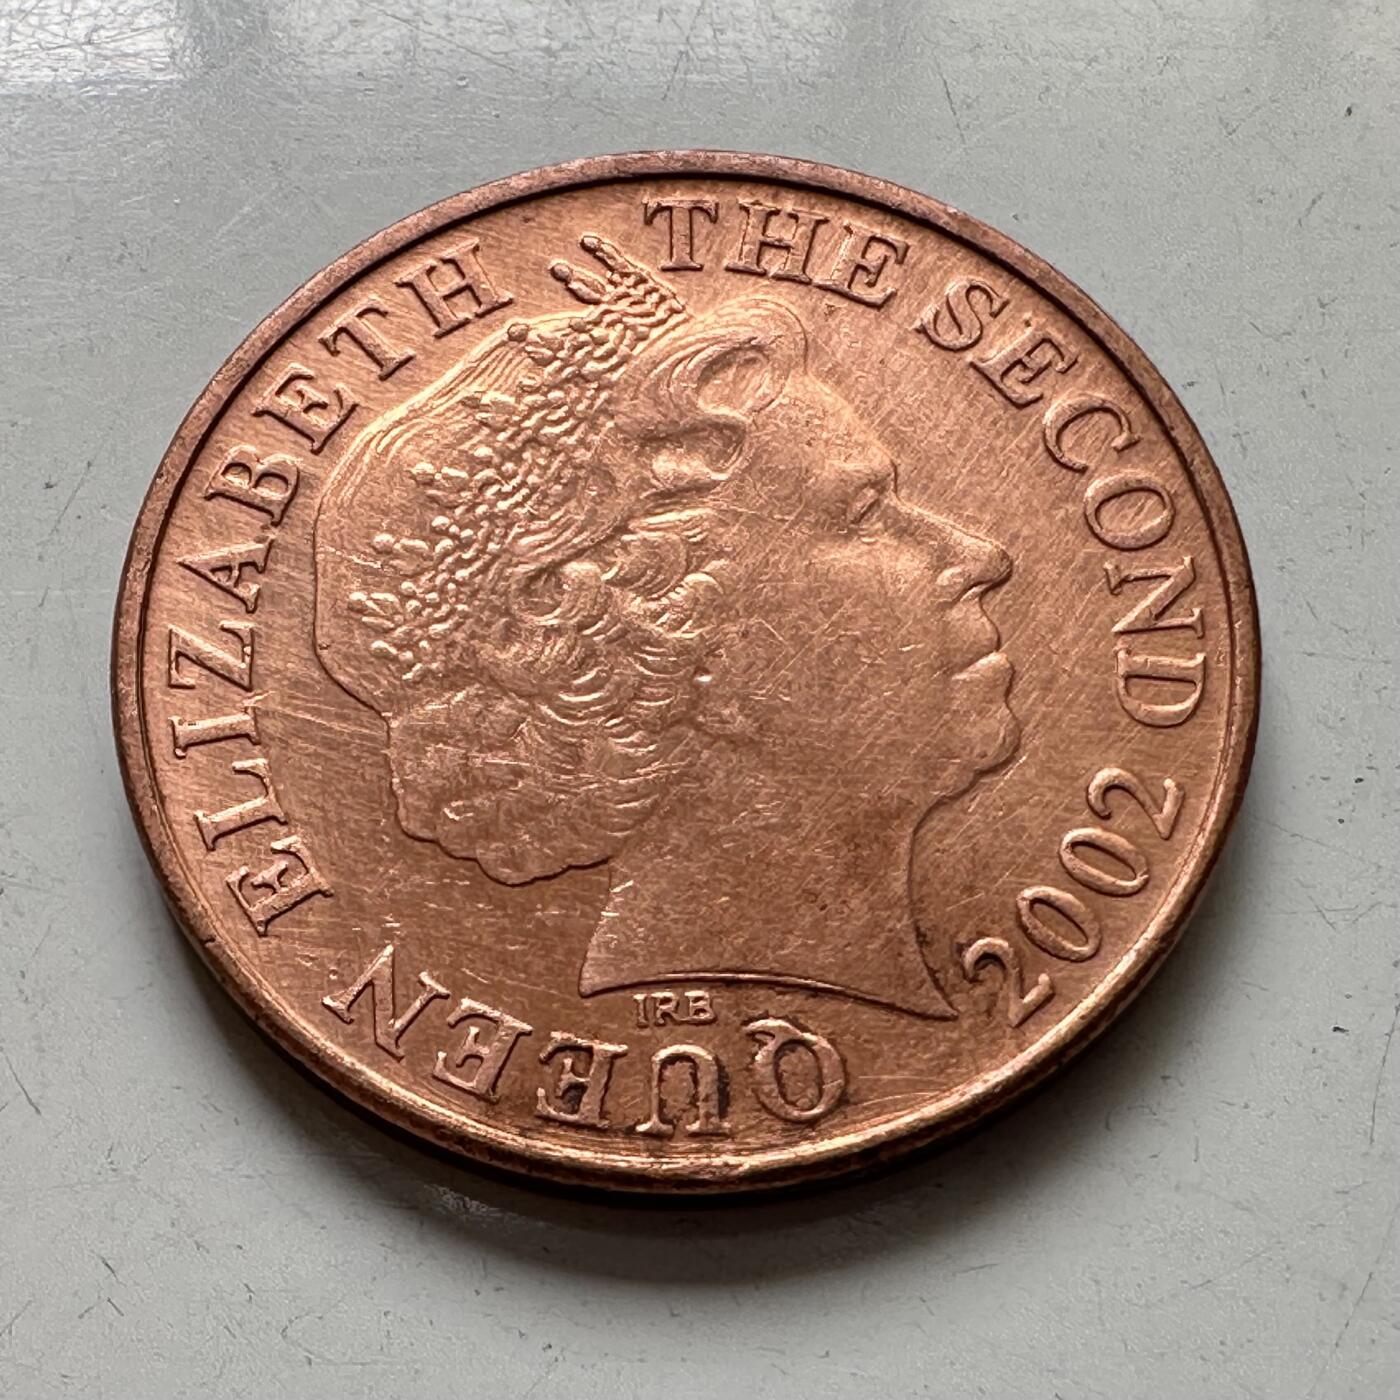 QUEEN ELIZABETH THE SECOND 2002
IRB